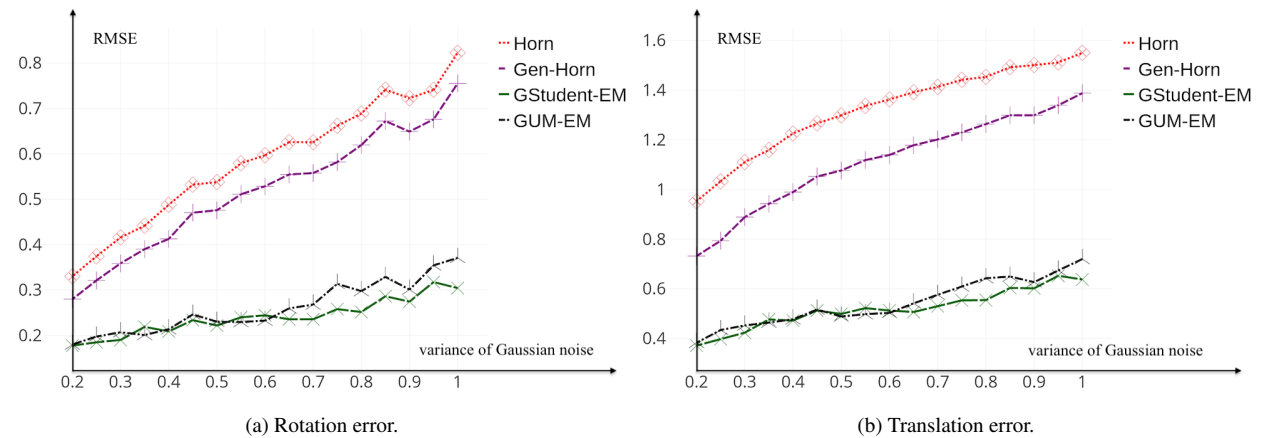 RMSE
Horn
Gen-Horn
GStudent-EM
GUM-EM
0.8
0.7
0.6
0.5
0.4
0.3
0.2
variance of Gaussian noise
0.2 0.3 0.4 0.5 0.6 0.7 0.8 0.9 1
(a) Rotation error.
RMSE
Horn
Gen-Horn
GStudent-EM
GUM-EM
1.6
1.4
1.2
1
0.8
0.6
0.4
variance of Gaussian noise
0.2 0.3 0.4 0.5 0.6 0.7 0.8 0.9 1
(b) Translation error.